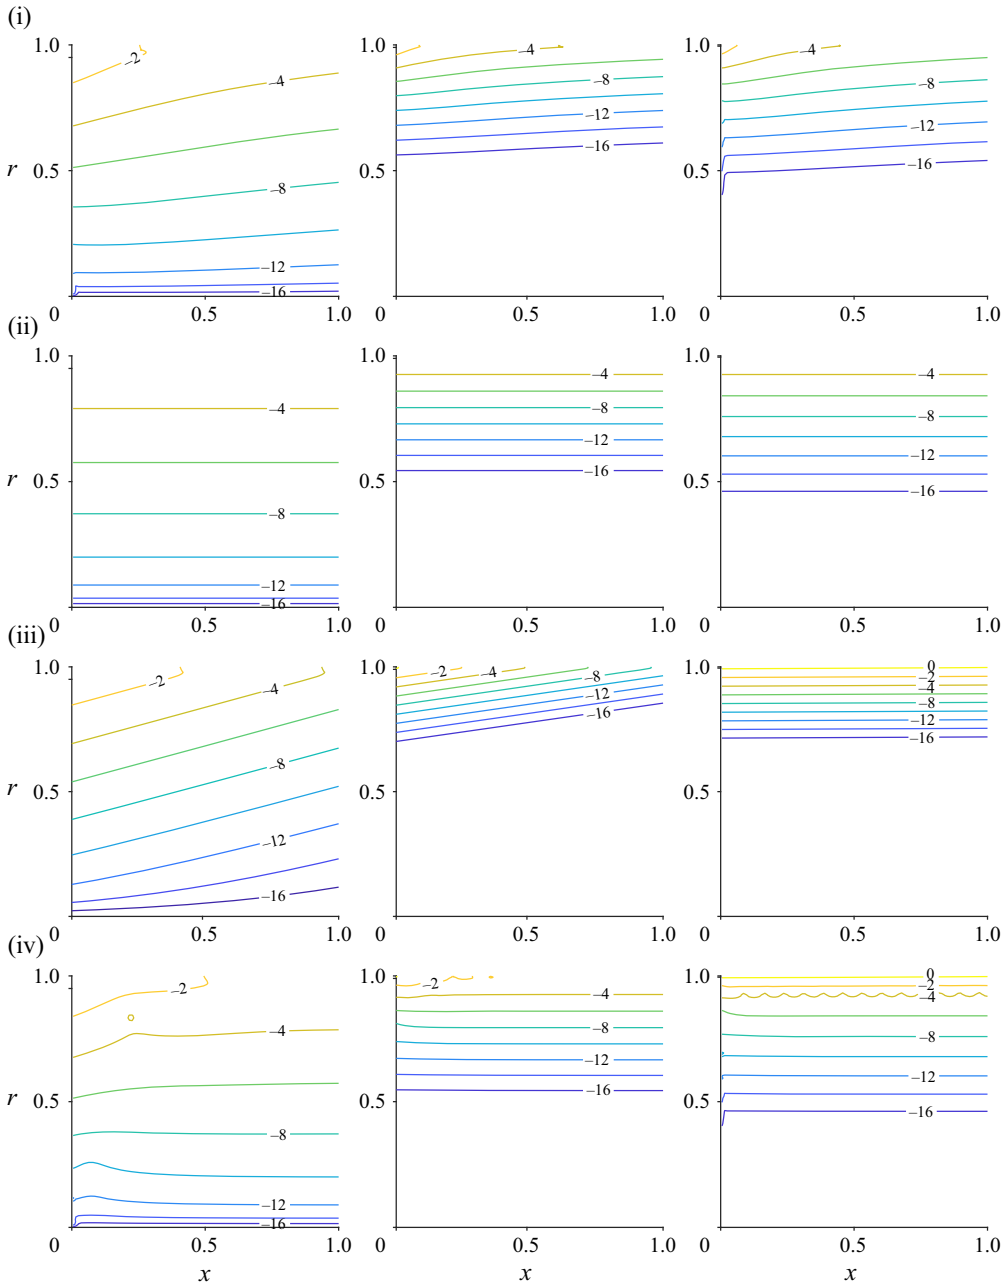 (i)
1.0 1.0 1.0
–2 –4
–4 –8
–12
r 0.5 0.5 –16 0.5
–8
–12
–16
0 0.5 1.0 0 0.5 1.0 0 0.5 1.0
(ii)
1.0 1.0 1.0
–4 –4
–4 –8 –8
–12 –12
r 0.5 0.5 –16 0.5 –16
–8
–12
–16
0 0.5 1.0 0 0.5 1.0 0 0.5 1.0
(iii)
1.0 1.0 1.0 0
–2 –4 –2 –4 –8 –2
–12 –4
–16 –8
–8 –12
–16
r 0.5 0.5 0.5
–12
–16
0 0.5 1.0 0 0.5 1.0 0 0.5 1.0
(iv)
1.0 1.0 1.0 0
–2 –2 –4 –2
–4
–4 –8 –8
–12 –12
r 0.5 0.5 –16 0.5 –16
–8
–12
–16
0 0.5 1.0 0 0.5 1.0 0 0.5 1.0
x x x